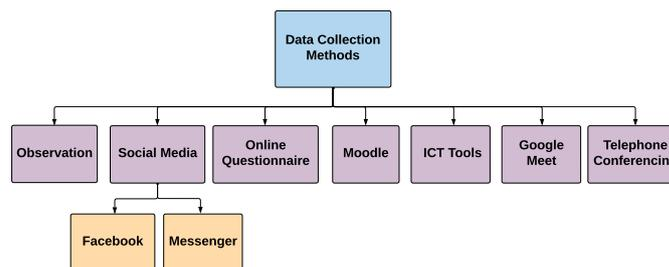 Data Collection
Methods
Observation
Social Media
Online
Questionnaire
Moodle
ICT Tools
Google
Meet
Telephone
Conferencin
Facebook
Messenger